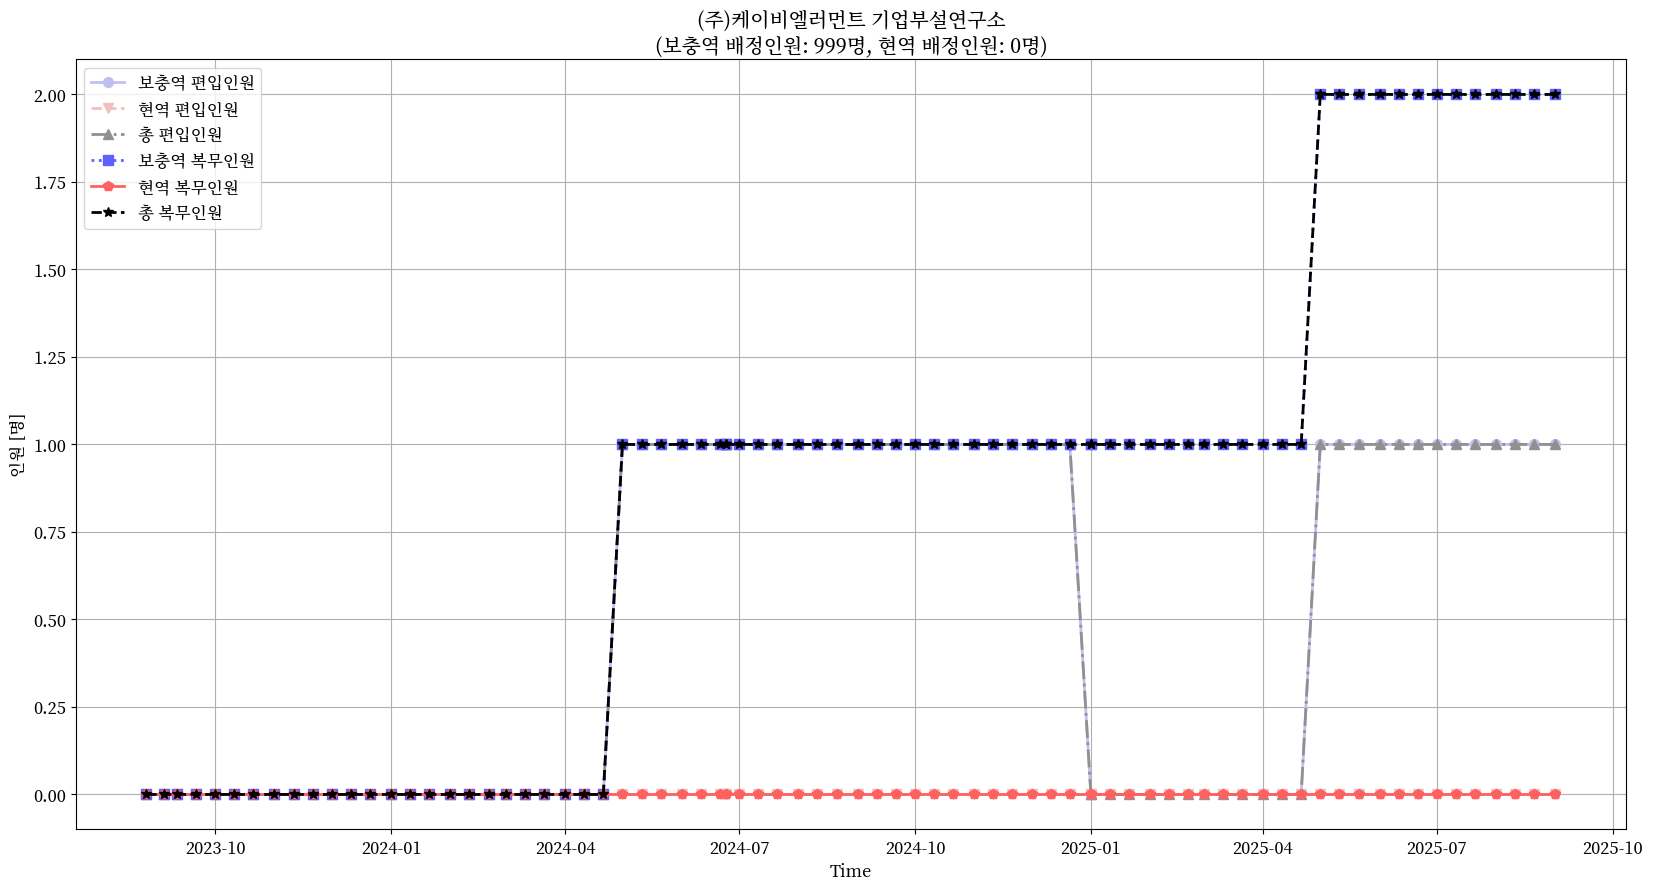 (주)케이비엘러먼트 기업부설연구소
(보충역 배정인원: 999명, 현역 배정인원: 0명)
보충역 편입인원
현역 편입인원
총 편입인원
보충역 복무인원
현역 복무인원
총 복무인원
2.00
1.75
1.50
1.25
1.00
0.75
0.50
0.25
0.00
인원 [명]
2023-10
2024-01
2024-04
2024-07
2024-10
2025-01
2025-04
2025-07
2025-10
Time